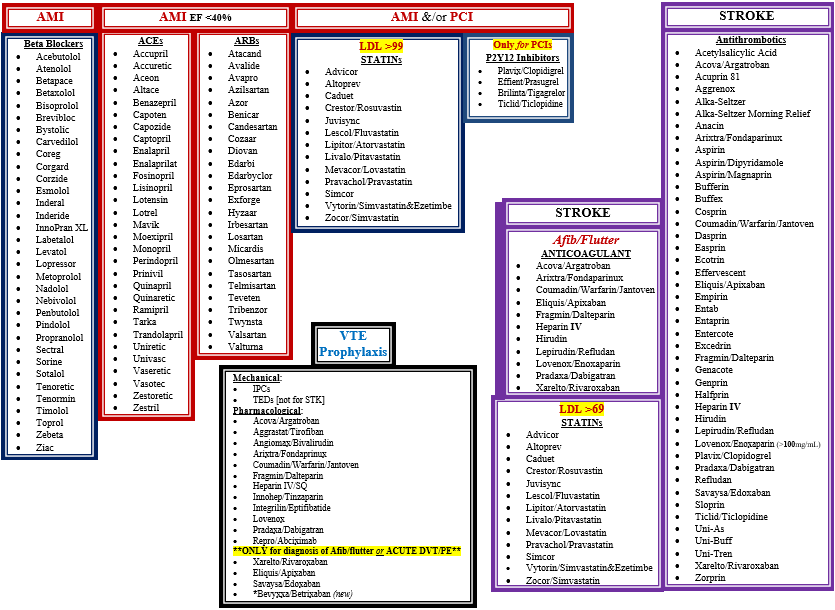 AMI
Beta Blockers
Acebutolol
Atenolol
Betapace
Betaxolol
Bisoprolol
Brevibloc
Bystolic
Carvedilol
Coreg
Corgard
Corzide
Esmolol
Inderal
Inderide
InnoPran XL
Labetalol
Levatol
Lopressor
Metoprolol
Nadolol
Nebivolol
Penbutolol
Pindolol
Propranolol
Sectral
Sorine
Sotalol
Tenoretic
Tenormin
Timolol
Toprol
Zebeta
Ziac
AMI EF <40%
ACEs
Accupril
Accuretic
Aceon
Altace
Benazepril
Capoten
Capozide
Captopril
Enalapril
Enalaprilat
Fosinopril
Lisinopril
Lotensin
Lotrel
Mavik
Moexipril
Monopril
Perindopril
Prinivil
Quinapril
Quinaretic
Ramipril
Tarka
Trandolapril
Uniretic
Univasc
Vaseretic
Vasotec
Zestoretic
Zestril
ARBs
Atacand
Avalide
Avapro
Azilsartan
Azor
Benicar
Candesartan
Cozaar
Diovan
Edarbi
Edarbyclor
Eprosartan
Exforge
Hyzaar
Irbesartan
Losartan
Micardis
Olmesartan
Tasosartan
Telmisartan
Teveten
Tribenzor
Twynsta
Valsartan
Valturna
AMI &/or PCI
LDL >99
STATINS
Advicor
Altoprev
Caduet
Crestor/Rosuvastin
Juvisync
Lescol/Fluvastatin
Lipitor/Atorvastatin
Livalo/Pitavastatin
Mevacor/Lovastatin
Pravachol/Pravastatin
Simcor
Vytorin/Simvastatin&Ezetimbe
Zocor/Simvastatin
Only for PCIs
P2Y12 Inhibitors
Plavix/Clopidigrel
Effient/Prasugrel
Brilinta/Tigagrelor
Ticlid/Ticlopidine
VTE
Prophylaxis
Mechanical:
IPCs
TEDs [not for STK]
Pharmacological:
Acova/Argatroban
Aggrastat/Tirofiban
Angiomax/Bivalirudin
Arixtra/Fondaprinux
Coumadin/Warfarin/Jantoven
Fragmin/Dalteparin
Heparin IV/SQ
Innohep/Tinzaparin
Integrilin/Eptifibatide
Lovenox
Pradaxa/Dabigatran
Repro/Abciximab
**ONLY for diagnosis of Afib/flutter or ACUTE DVT/PE**
Xarelto/Rivaroxaban
Eliquis/Apixaban
Savaysa/Edoxaban
*Bevyxxa/Betrixaban (new)
STROKE
Afib/Flutter
ANTICOAGULANT
Acova/Argatroban
Arixtra/Fondaparinux
Coumadin/Warfarin/Jantoven
Eliquis/Apixaban
Fragmin/Dalteparin
Heparin IV
Hirudin
Lepirudin/Refludan
Lovenox/Enoxaparin
Pradaxa/Dabigatran
Xarelto/Rivaroxaban
LDL >69
STATINS
Advicor
Altoprev
Caduet
Crestor/Rosuvastin
Juvisync
Lescol/Fluvastatin
Lipitor/Atorvastatin
Livalo/Pitavastatin
Mevacor/Lovastatin
Pravachol/Pravastatin
Simcor
Vytorin/Simvastatin&Ezetimbe
Zocor/Simvastatin
STROKE
Antithrombotics
Acetylsalicylic Acid
Acova/Argatroban
Acuprin 81
Aggrenox
Alka-Seltzer
Alka-Seltzer Morning Relief
Anacin
Arixtra/Fondaparinux
Aspirin
Aspirin/Dipyridamole
Aspirin/Magnaprin
Bufferin
Buffex
Cosprin
Coumadin/Warfarin/Jantoven
Dasprin
Easprin
Ecotrin
Effervescent
Eliquis/Apixaban
Empirin
Entab
Entaprin
Entercote
Excedrin
Fragmin/Dalteparin
Genacote
Genprin
Halfprin
Heparin IV
Hirudin
Lepirudin/Refludan
Lovenox/Enoxaparin (>100mg/mL)
Plavix/Clopidogrel
Pradaxa/Dabigatran
Refludan
Savaysa/Edoxaban
Sloprin
Ticlid/Ticlopidine
Uni-As
Uni-Buff
Uni-Tren
Xarelto/Rivaroxaban
Zorprin